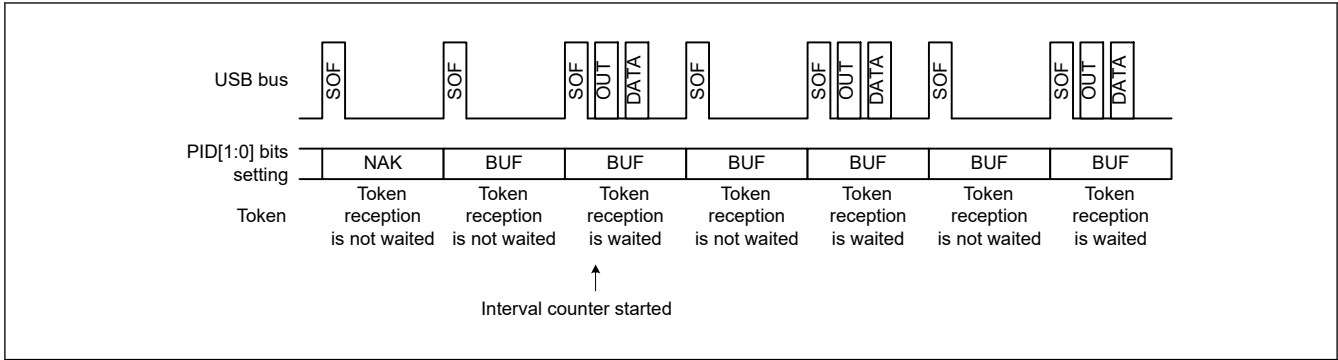 USB bus
SOF SOF SOF OUT DATA SOF SOF OUT DATA SOF SOF OUT DATA
PID[1:0] bits
setting
NAK BUF BUF BUF BUF BUF BUF
Token
Token Token Token Token Token Token Token
reception reception reception reception reception reception reception
is not waited is not waited is waited is not waited is waited is not waited is waited
Interval counter started